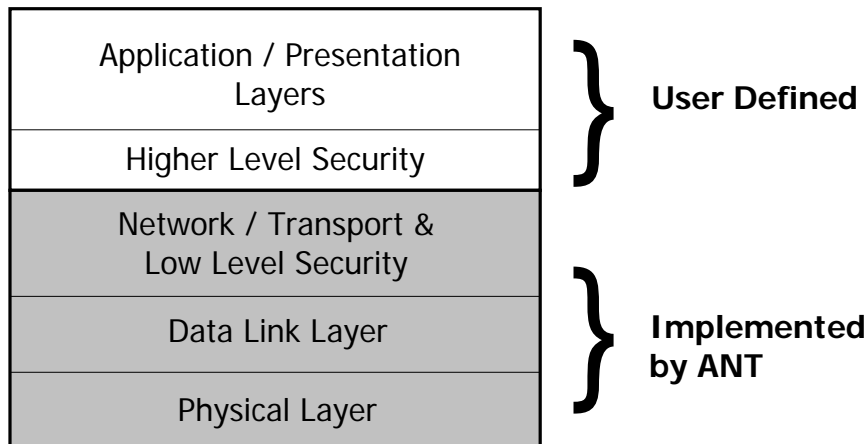 Application / Presentation
Layers
User Defined
Higher Level Security
Network / Transport &
Low Level Security
Data Link Layer
Implemented
by ANT
Physical Layer